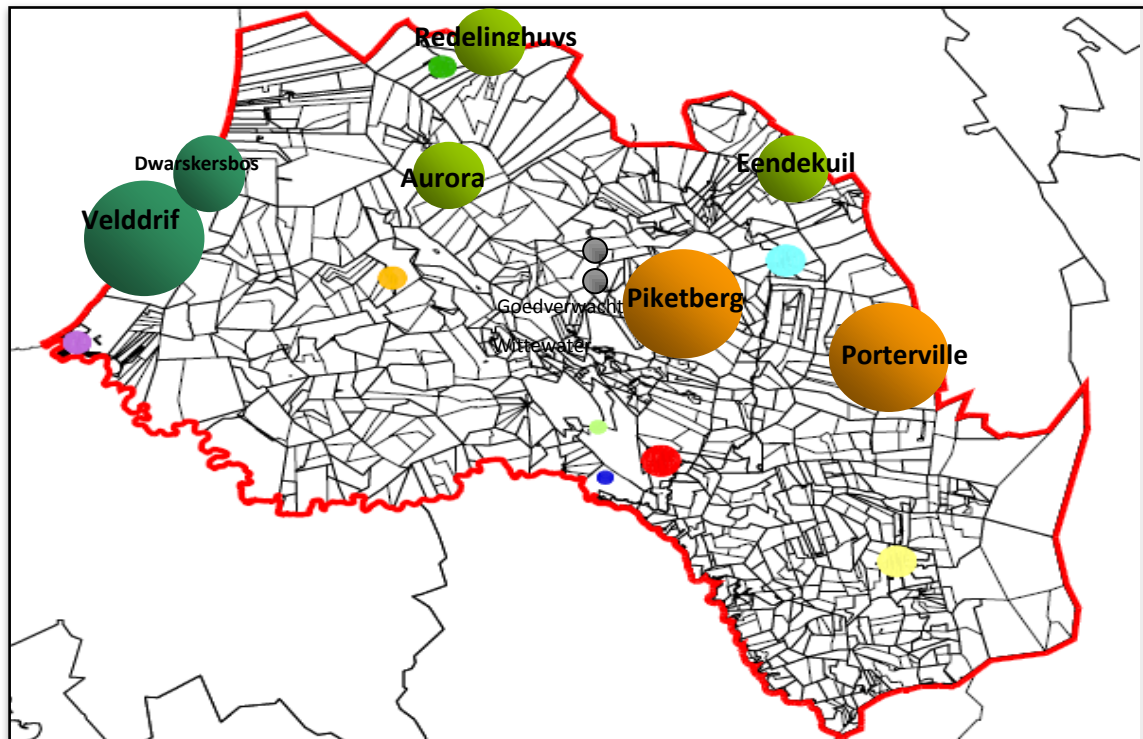 Redelinghuys
Dwarskersbos
Aurora
Eendekuil
Velddrif
Goedverwacht
Piketberg
Wittewater
Porterville